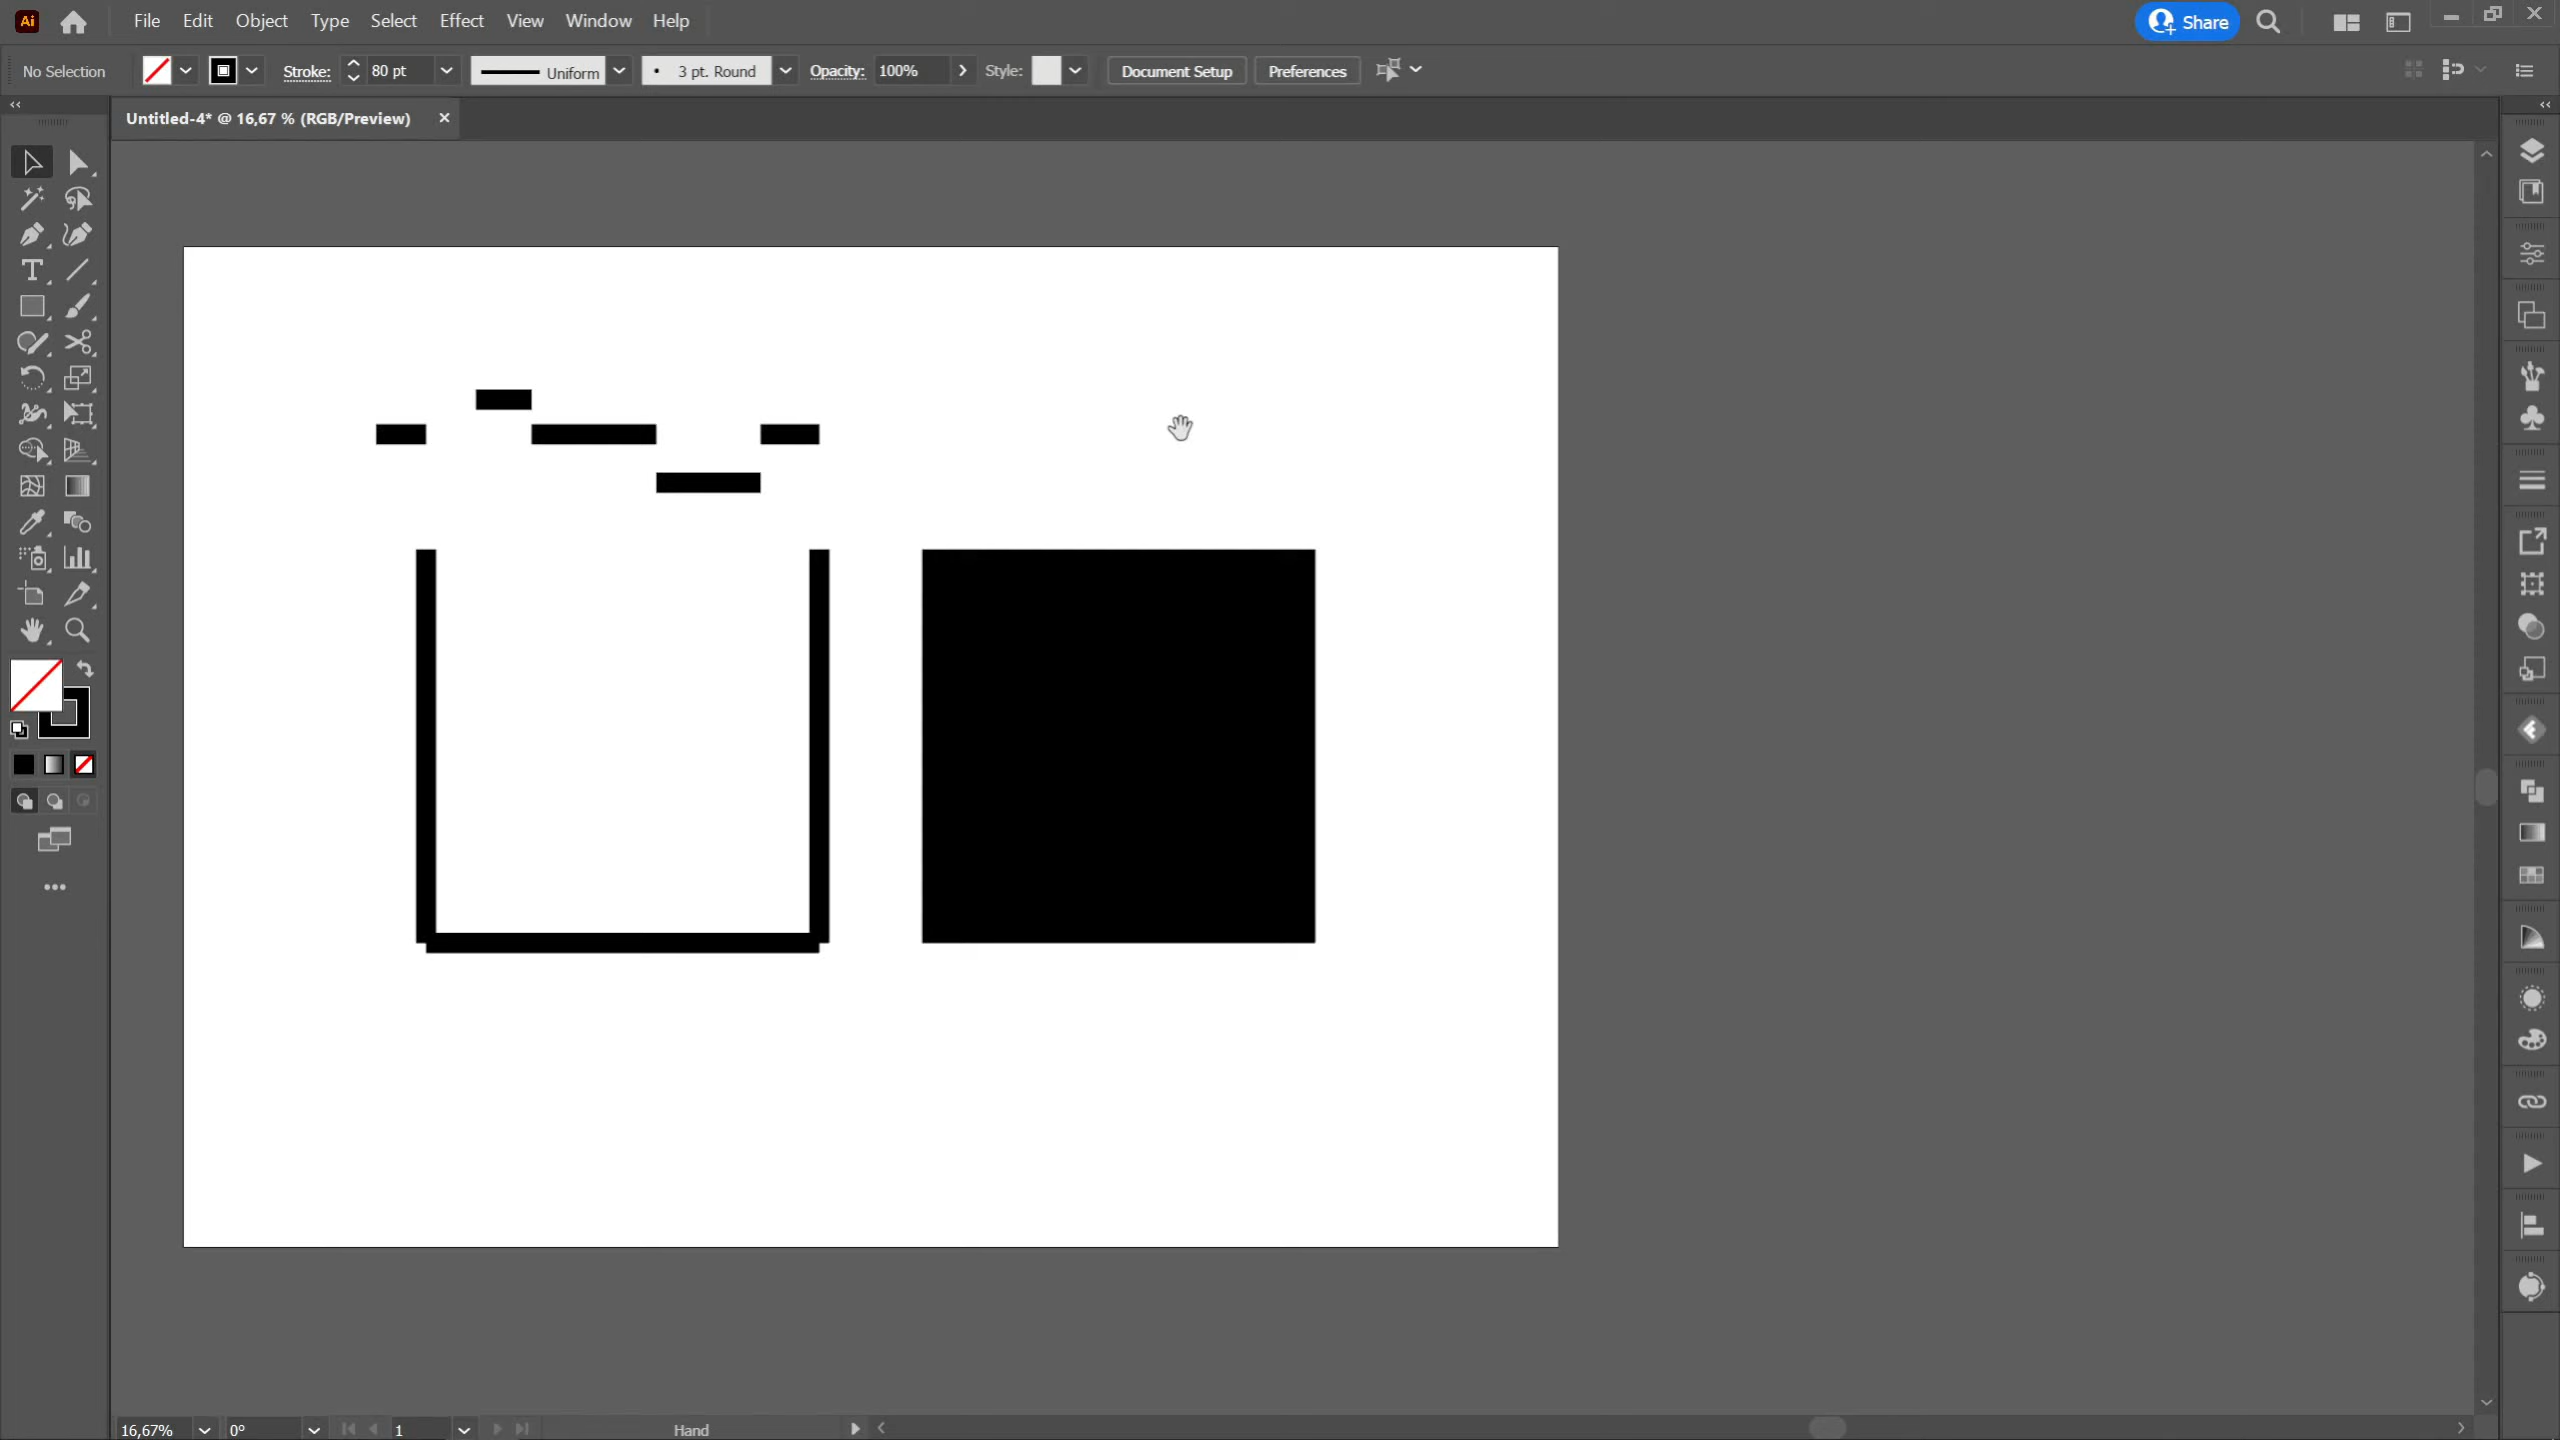 Ai File Edit Object Type Select Effect View Window Help Share
No Selection Stroke: 80 pt Uniform 3 pt. Round Opacity: 100% Style: Document Setup Preferences
Untitled-4* @ 16,67 % (RGB/Preview)
16,67% 0° 1 Hand